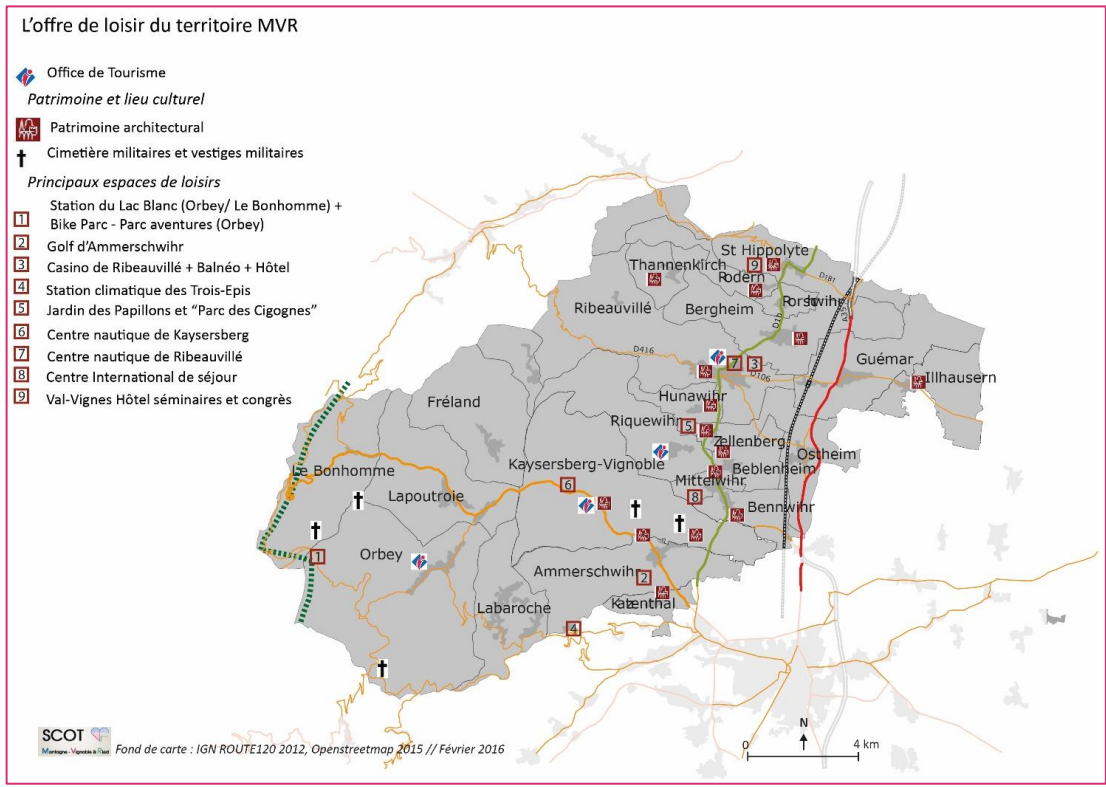 L'offre de loisir du territoire MVR
Office de Tourisme
Patrimoine et lieu culturel
Patrimoine architectural
Cimetière militaires et vestiges militaires
Principaux espaces de loisirs
1 Station du Lac Blanc (Orbey/ Le Bonhomme) +
Bike Parc - Parc aventures (Orbey)
2 Golf d'Ammerschwihr
3 Casino de Ribeauvillé + Balnéo + Hôtel
4 Station climatique des Trois-Epis
5 Jardin des Papillons et "Parc des Cigognes"
6 Centre nautique de Kaysersberg
7 Centre nautique de Ribeauvillé
8 Centre International de séjour
9 Val-Vignes Hôtel séminaires et congrès
St Hippolyte
9
Thannenkirch
Rodern
D1B1
Rorschwihr
Ribeauvillé
Bergheim
D1b
A35
D416
7
3
D106
Guémar
Illhausern
Hunawihr
Fréland
Riquewihr
5
Zellenberg
Ostheim
Kaysersberg-Vignoble
Beblenheim
Le Bonhomme
6
Mittelwihr
Lapoutroie
8
Bennwihr
1
Orbey
Ammerschwihr
2
Katzenthal
Labaroche
4
SCOT
Montagne - Vignoble & Ried
Fond de carte : IGN ROUTE120 2012, Openstreetmap 2015 // Février 2016
N
0
4 km